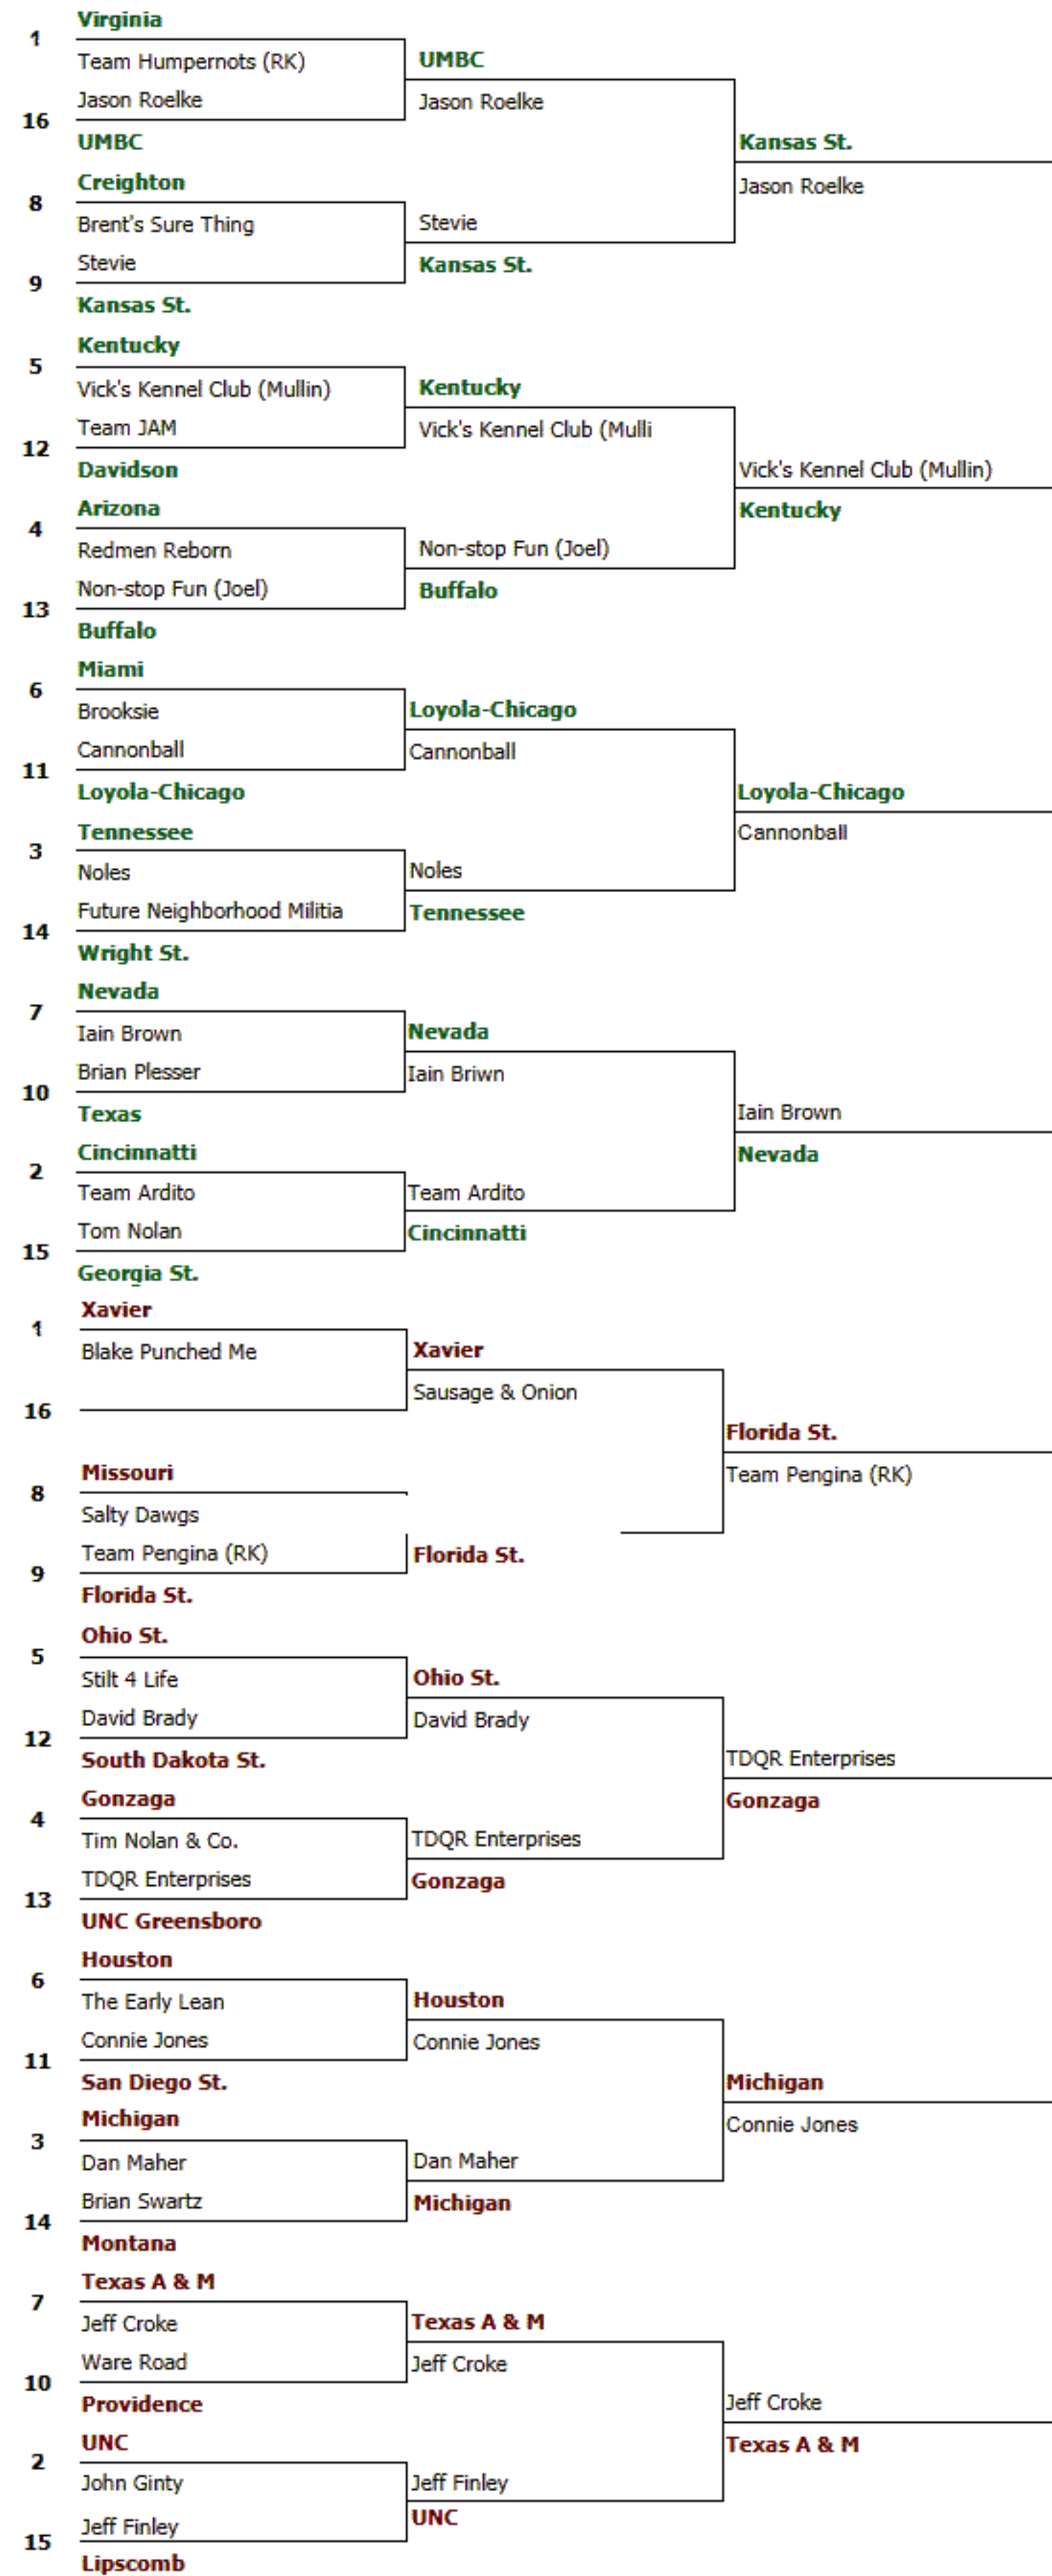 Virginia
1
Team Humpernots (RK)
UMBC
Jason Roelke
Jason Roelke
16
UMBC
Kansas St.
Creighton
Jason Roelke
8
Brent's Sure Thing
Stevie
Stevie
9
Kansas St.
Kansas St.
Kentucky
5
Vick's Kennel Club (Mullin)
Kentucky
Team JAM
Vick's Kennel Club (Mulli
12
Davidson
Vick's Kennel Club (Mullin)
Arizona
Kentucky
4
Redmen Reborn
Non-stop Fun (Joel)
Non-stop Fun (Joel)
Buffalo
13
Buffalo
Miami
6
Brooksie
Loyola-Chicago
Cannonball
Cannonball
11
Loyola-Chicago
Loyola-Chicago
Tennessee
Cannonball
3
Noles
Noles
Future Neighborhood Militia
Tennessee
14
Wright St.
Nevada
7
Iain Brown
Nevada
Brian Plesser
Iain Briwn
10
Texas
Iain Brown
Cincinnatti
Nevada
2
Team Ardito
Team Ardito
Tom Nolan
Cincinnatti
15
Georgia St.
Xavier
1
Blake Punched Me
Xavier
Sausage & Onion
16
Florida St.
Missouri
Team Pengina (RK)
8
Salty Dawgs
Team Pengina (RK)
Florida St.
9
Florida St.
Ohio St.
5
Stilt 4 Life
Ohio St.
David Brady
David Brady
12
South Dakota St.
TDQR Enterprises
Gonzaga
Gonzaga
4
Tim Nolan & Co.
TDQR Enterprises
TDQR Enterprises
Gonzaga
13
UNC Greensboro
Houston
6
The Early Lean
Houston
Connie Jones
Connie Jones
11
San Diego St.
Michigan
Michigan
Connie Jones
3
Dan Maher
Dan Maher
Brian Swartz
Michigan
14
Montana
Texas A & M
7
Jeff Croke
Texas A & M
Ware Road
Jeff Croke
10
Providence
Jeff Croke
UNC
Texas A & M
2
John Ginty
Jeff Finley
Jeff Finley
UNC
15
Lipscomb